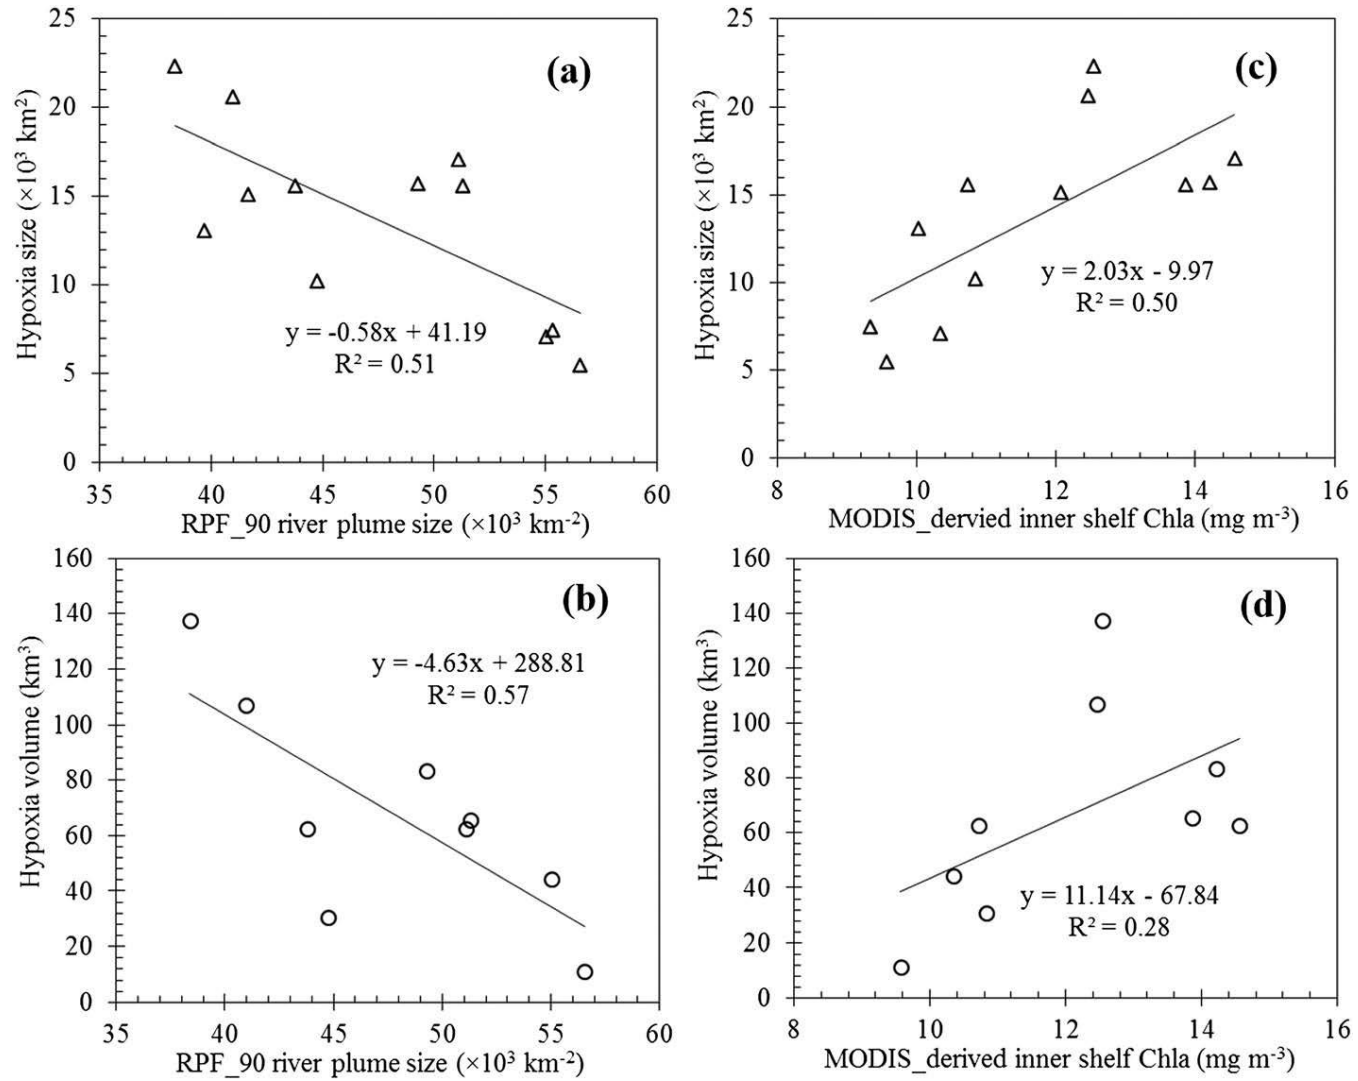 25
20
15
10
5
0
Hypoxia size (×10³ km²)
(a)
y = -0.58x + 41.19
R² = 0.51
35 40 45 50 55 60
RPF_90 river plume size (×10³ km⁻²)
25
20
15
10
5
0
Hypoxia size (×10³ km²)
(c)
y = 2.03x - 9.97
R² = 0.50
8 10 12 14 16
MODIS_dervied inner shelf Chla (mg m⁻³)
160
140
120
100
80
60
40
20
0
Hypoxia volume (km³)
(b)
y = -4.63x + 288.81
R² = 0.57
35 40 45 50 55 60
RPF_90 river plume size (×10³ km⁻²)
160
140
120
100
80
60
40
20
0
Hypoxia volume (km³)
(d)
y = 11.14x - 67.84
R² = 0.28
8 10 12 14 16
MODIS_derived inner shelf Chla (mg m⁻³)